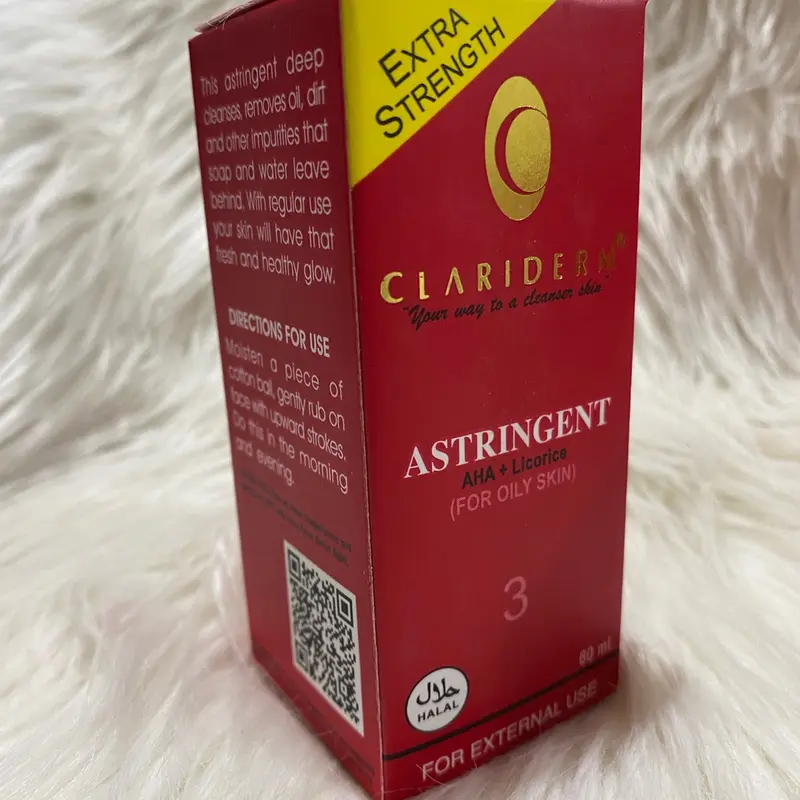 This astringent deep
cleanses, removes oil, dirt
and other impurities that
soap and water leave
behind. With regular use
your skin will have that
fresh and healthy glow.
DIRECTIONS FOR USE
Moisten a piece of
cotton ball, gently rub on
face with upward strokes.
Do this in the morning
and evening.
EXTRA
STRENGTH
CLARIDERM®
"Your way to a cleanser skin"
ASTRINGENT
AHA + Licorice
(FOR OILY SKIN)
3
60 mL
حلال
HALAL
FOR EXTERNAL USE